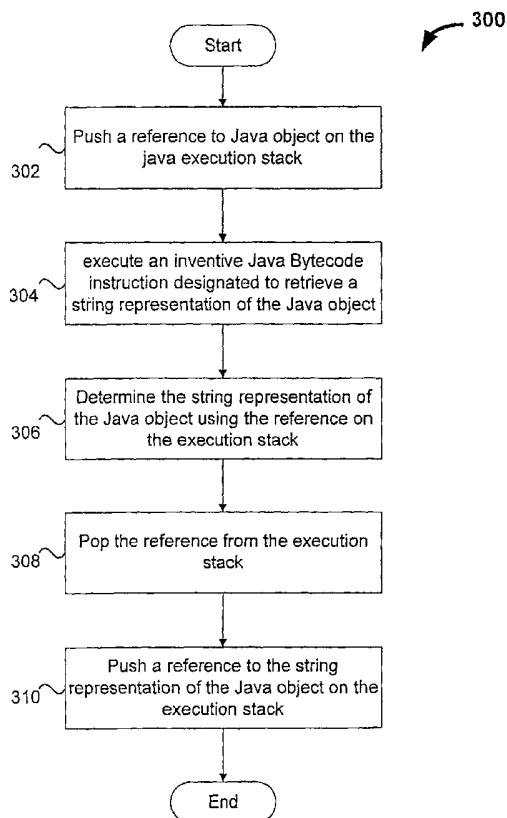 300
Start
Push a reference to Java object on the
java execution stack
302
execute an inventive Java Bytecode
instruction designated to retrieve a
string representation of the Java object
304
Determine the string representation of
the Java object using the reference on
the execution stack
306
Pop the reference from the execution
stack
308
Push a reference to the string
representation of the Java object on the
execution stack
310
End